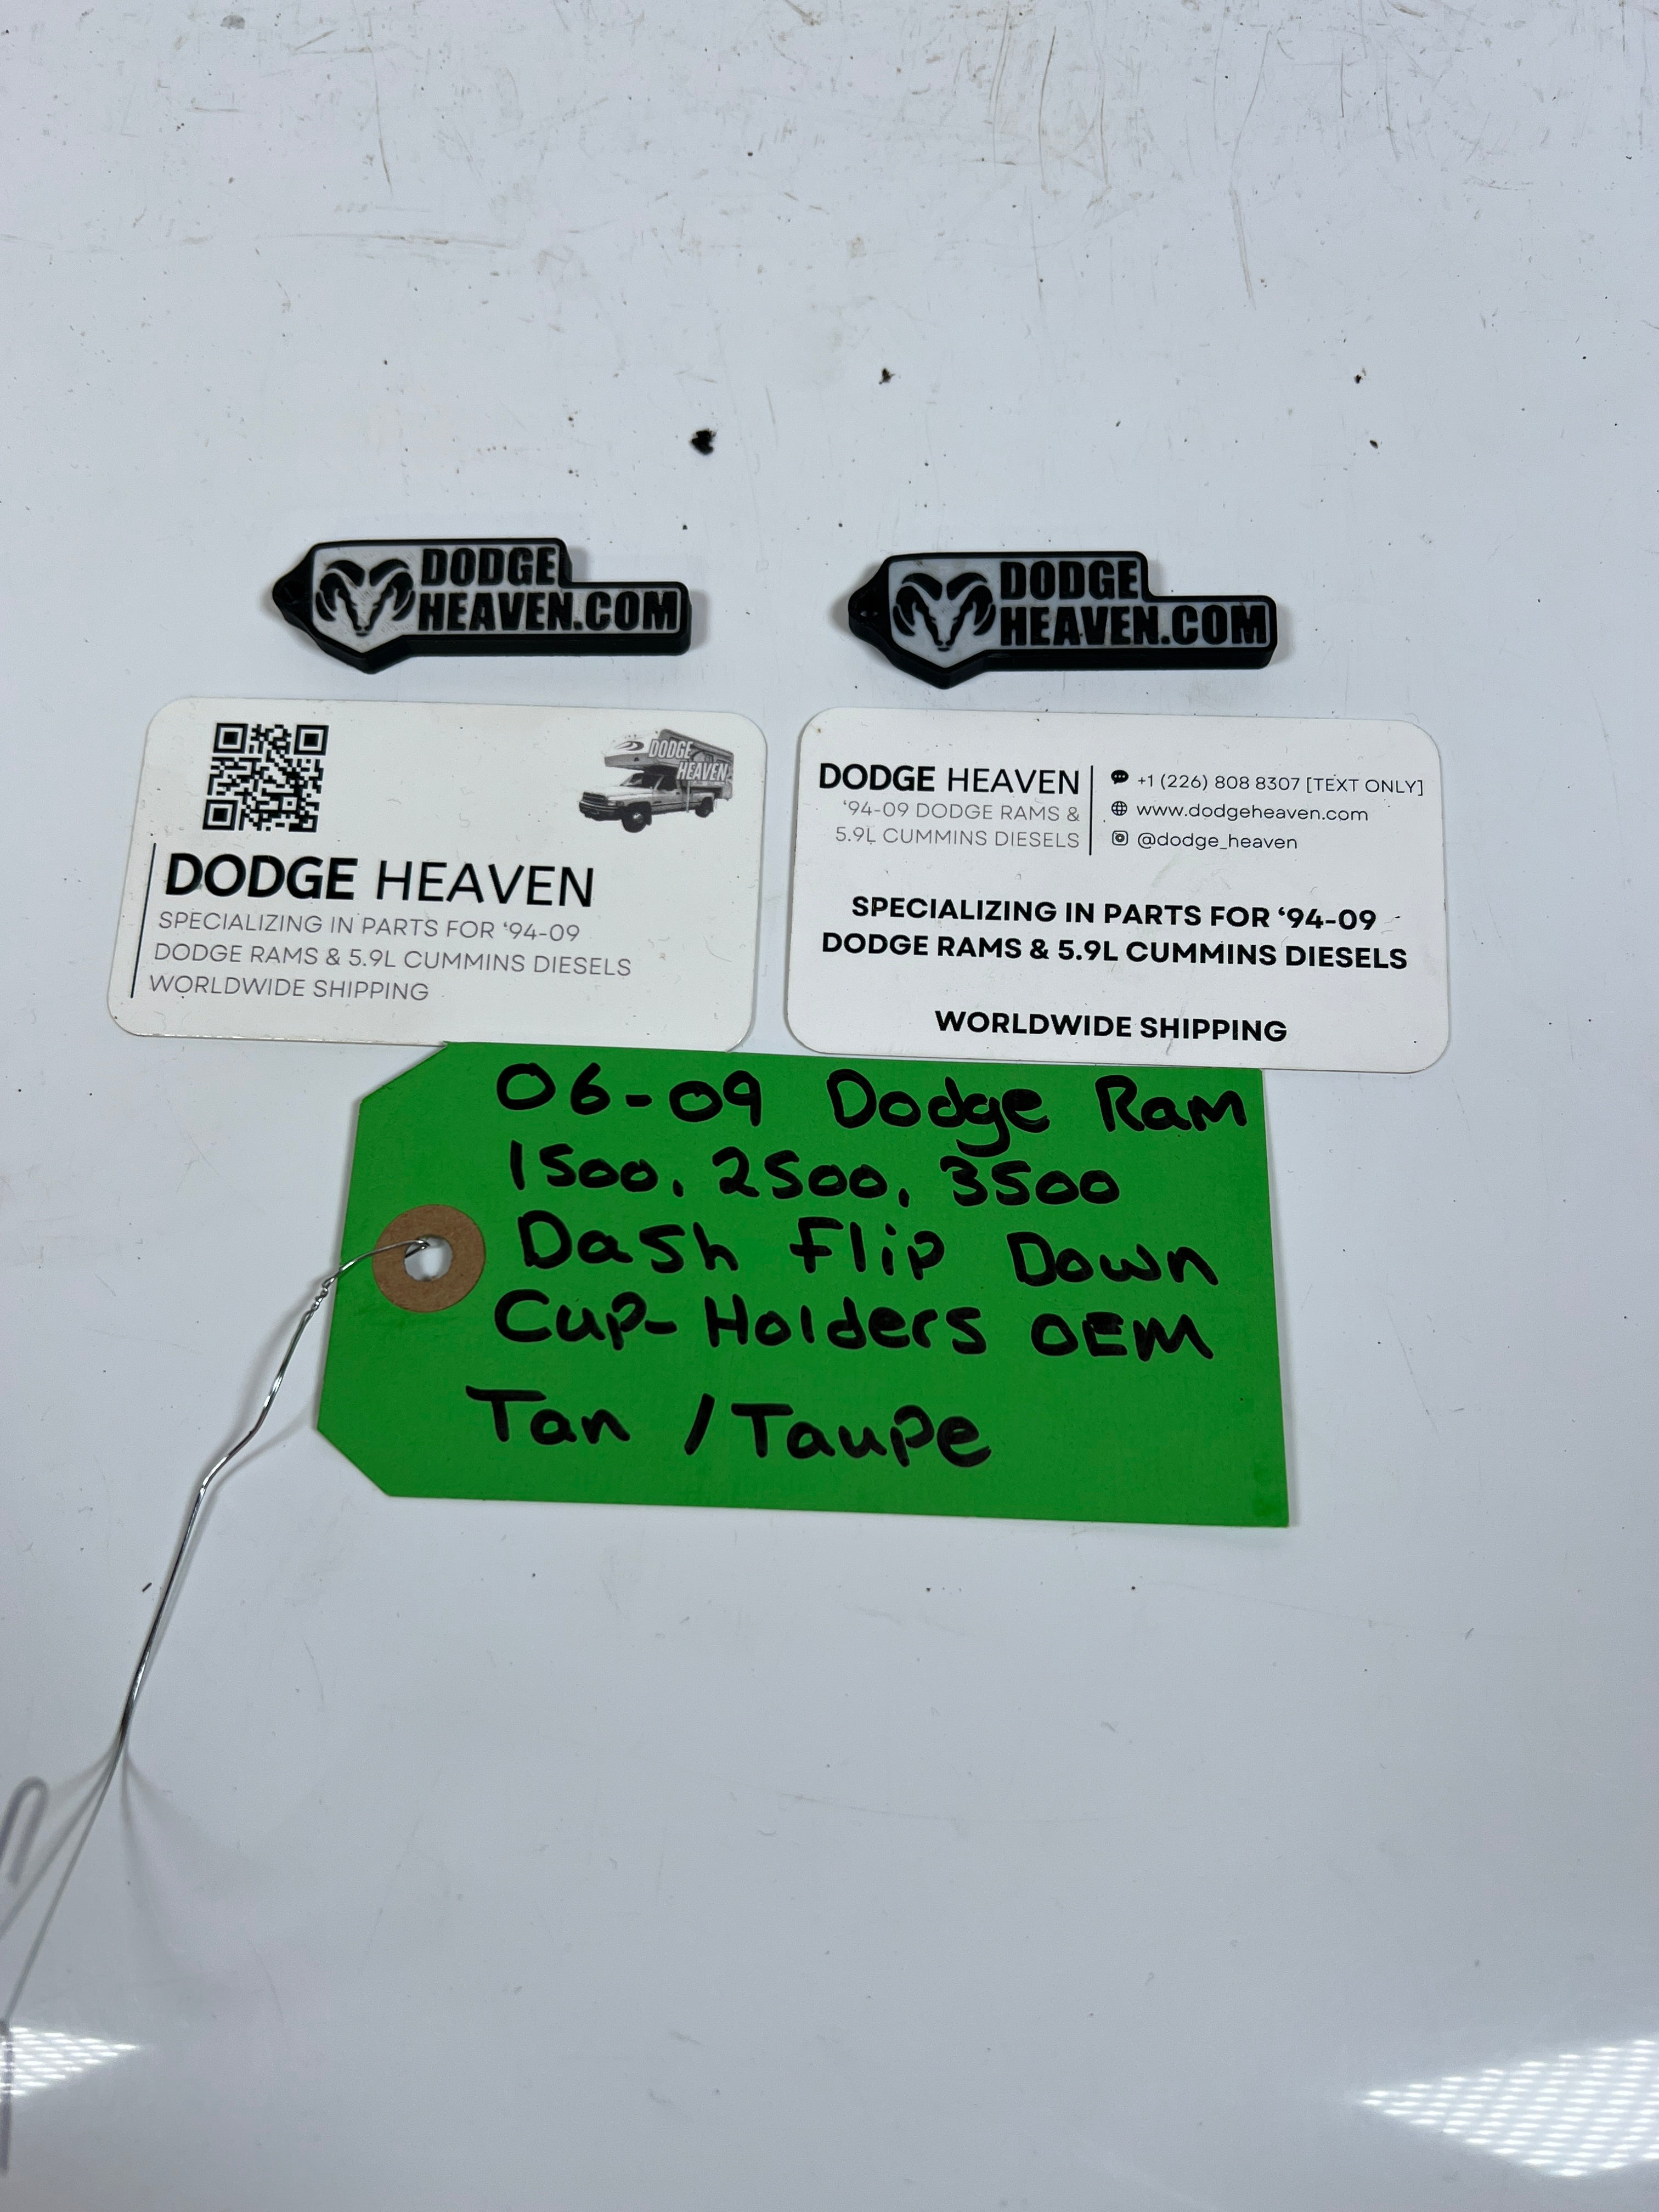 DODGE
HEAVEN.COM
DODGE
HEAVEN.COM
DODGE
HEAVEN
DODGE HEAVEN
SPECIALIZING IN PARTS FOR ‘94-09
DODGE RAMS & 5.9L CUMMINS DIESELS
WORLDWIDE SHIPPING
DODGE HEAVEN
‘94-09 DODGE RAMS &
5.9L CUMMINS DIESELS
+1 (226) 808 8307 [TEXT ONLY]
www.dodgeheaven.com
@dodge_heaven
SPECIALIZING IN PARTS FOR ‘94-09
DODGE RAMS & 5.9L CUMMINS DIESELS
WORLDWIDE SHIPPING
06-09 Dodge Ram
1500, 2500, 3500
Dash Flip Down
Cup-Holders OEM
Tan / Taupe